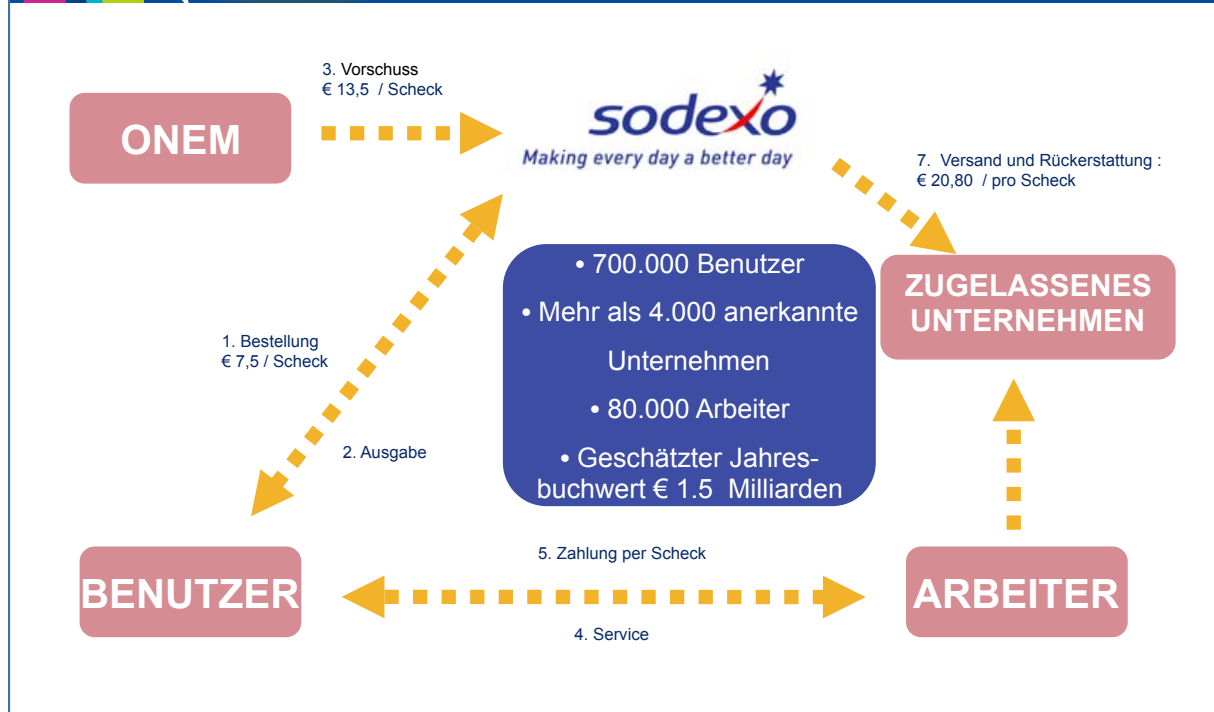 3. Vorschuss
€ 13,5 / Scheck
ONEM
sodexo
Making every day a better day
7. Versand und Rückerstattung :
€ 20,80 / pro Scheck
• 700.000 Benutzer
• Mehr als 4.000 anerkannte
Unternehmen
• 80.000 Arbeiter
• Geschätzter Jahres-
buchwert € 1.5 Milliarden
ZUGELASSENES
UNTERNEHMEN
1. Bestellung
€ 7,5 / Scheck
2. Ausgabe
5. Zahlung per Scheck
BENUTZER
ARBEITER
4. Service